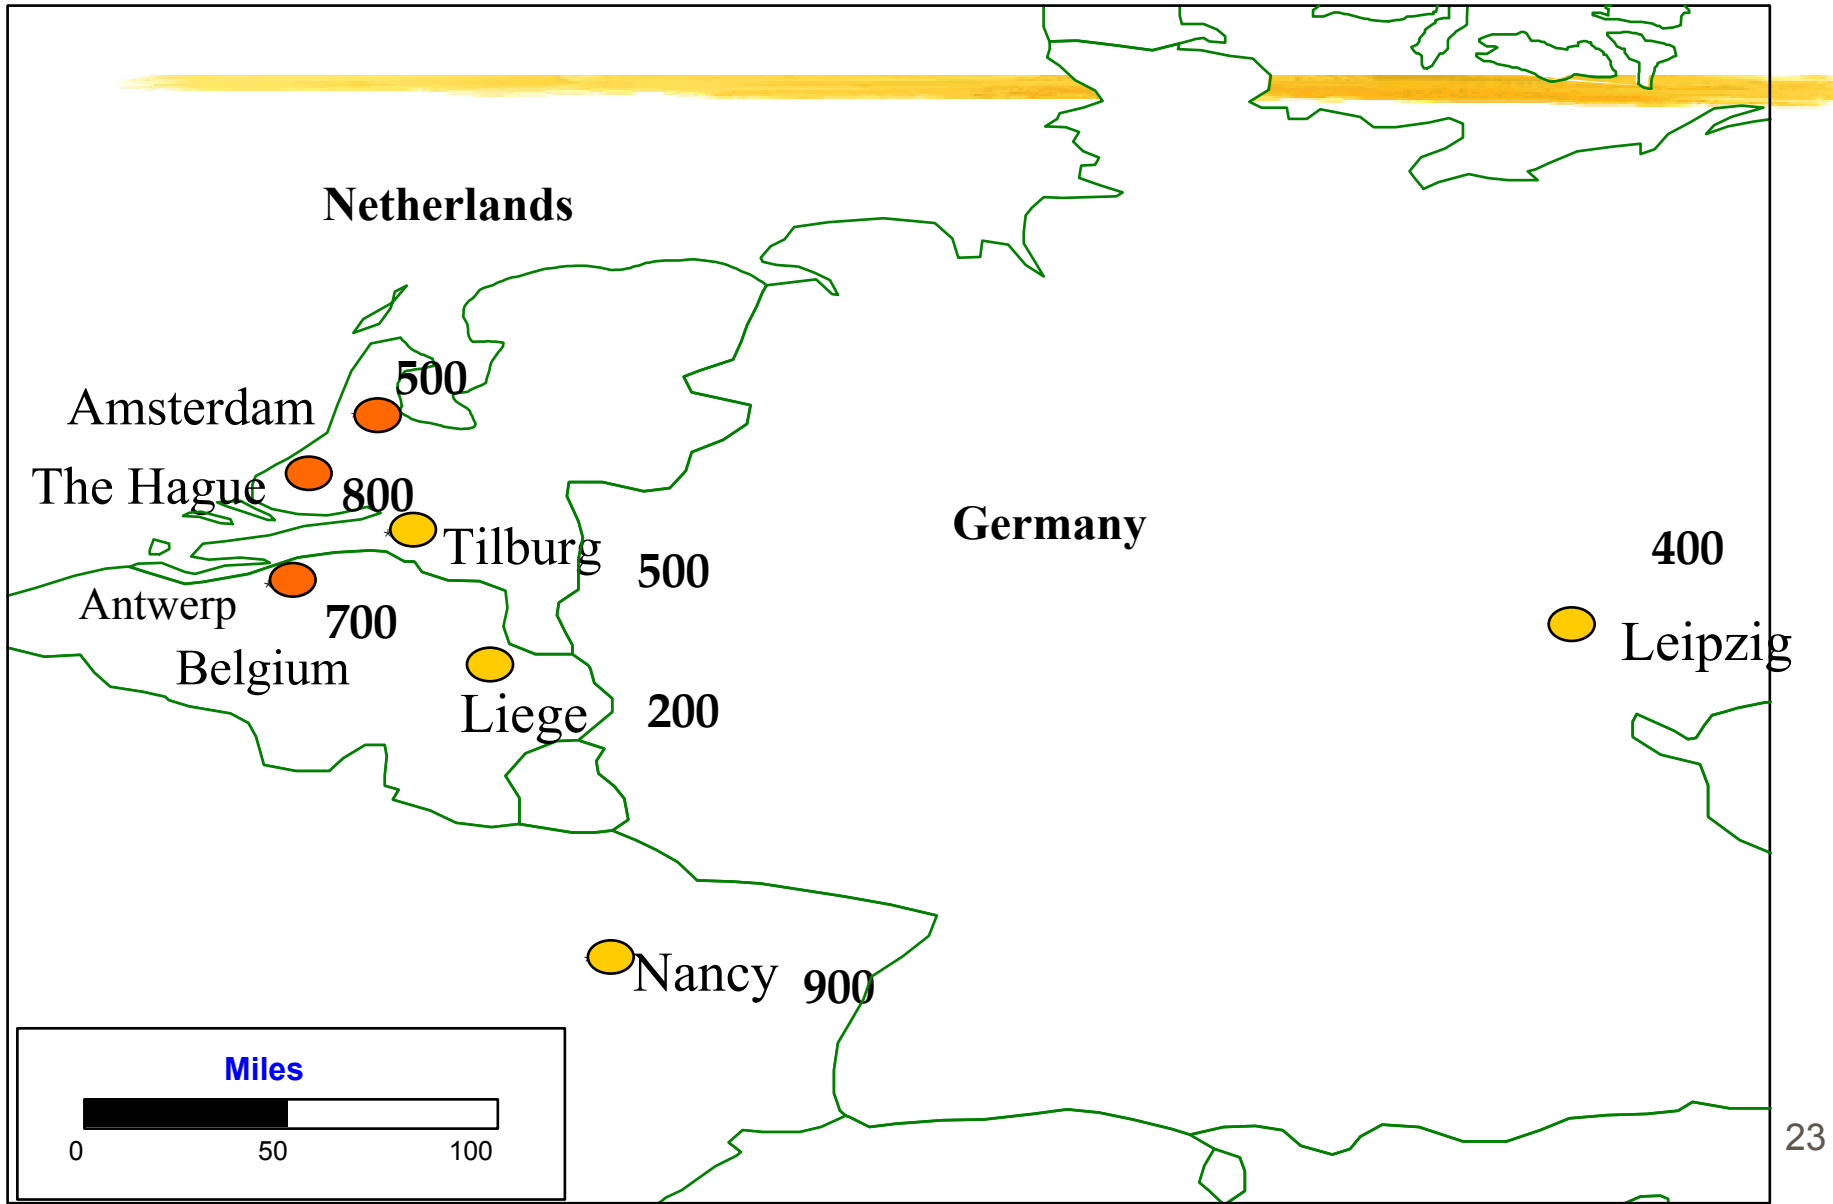 Netherlands
500
Amsterdam
The Hague
800
Tilburg
Germany
400
500
Antwerp
700
Leipzig
Belgium
Liege
200
Nancy
900
Miles
0 50 100
23